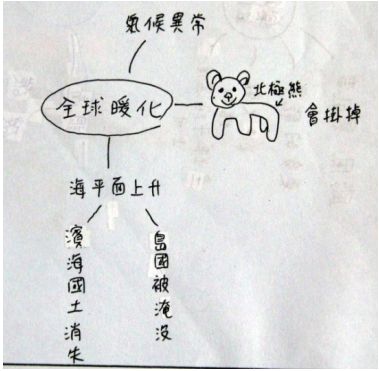 氣候異常
全球暖化
北極熊
會掛掉
海平面上升
濱海國土消失
島國被淹沒